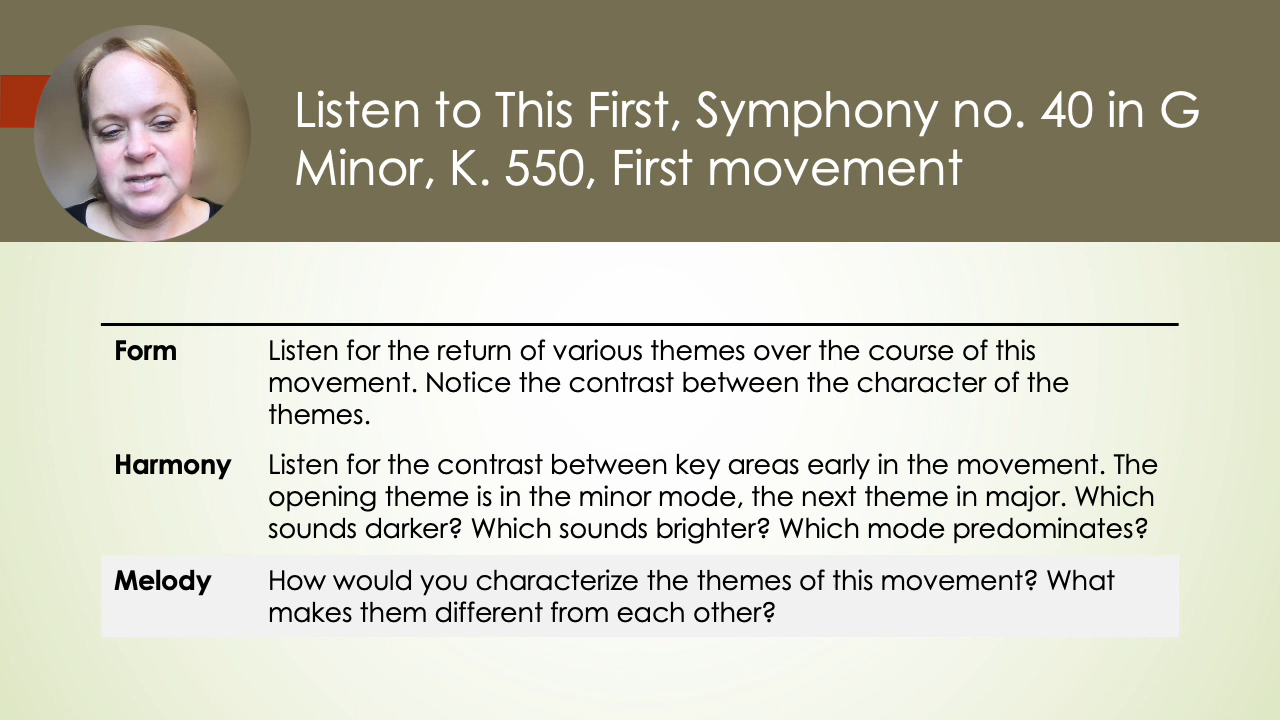 Listen to This First, Symphony no. 40 in G
Minor, K. 550, First movement
Form
Listen for the return of various themes over the course of this
movement. Notice the contrast between the character of the
themes.
Harmony
Listen for the contrast between key areas early in the movement. The
opening theme is in the minor mode, the next theme in major. Which
sounds darker? Which sounds brighter? Which mode predominates?
Melody
How would you characterize the themes of this movement? What
makes them different from each other?